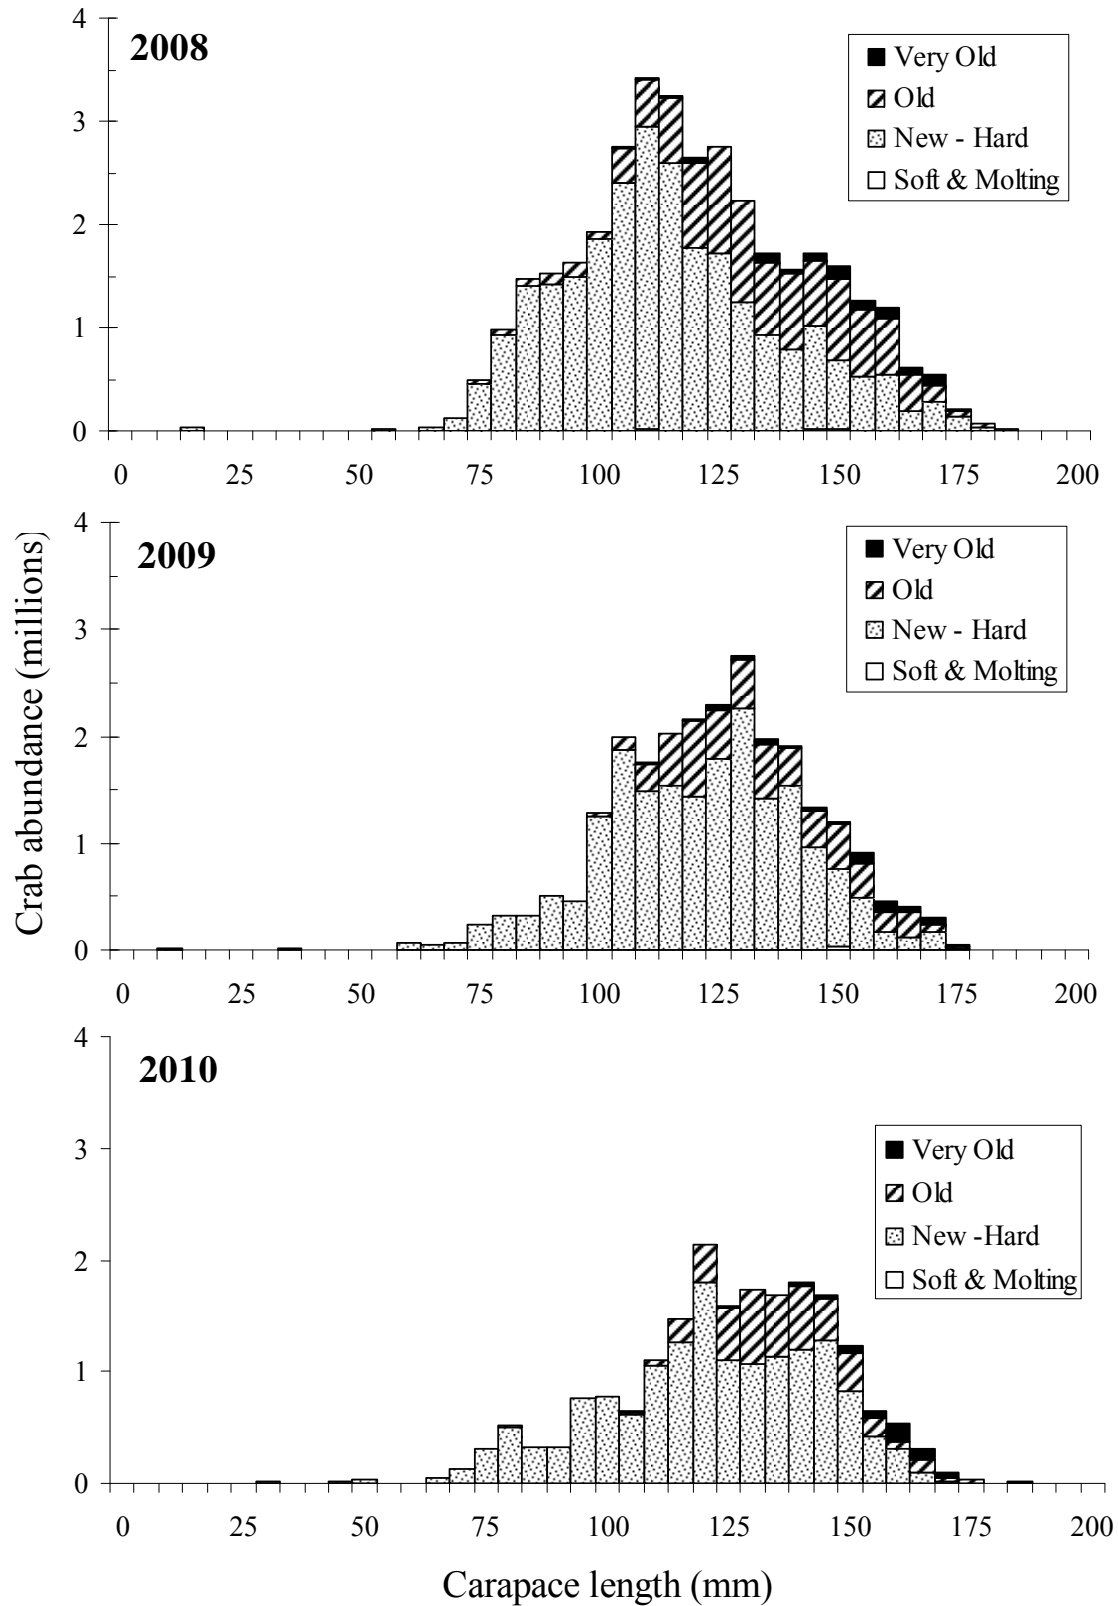 4
2008
Very Old
Old
New - Hard
Soft & Molting
3
2
1
0
0 25 50 75 100 125 150 175 200
Crab abundance (millions)
4
2009
Very Old
Old
New - Hard
Soft & Molting
3
2
1
0
0 25 50 75 100 125 150 175 200
4
2010
Very Old
Old
New -Hard
Soft & Molting
3
2
1
0
0 25 50 75 100 125 150 175 200
Carapace length (mm)